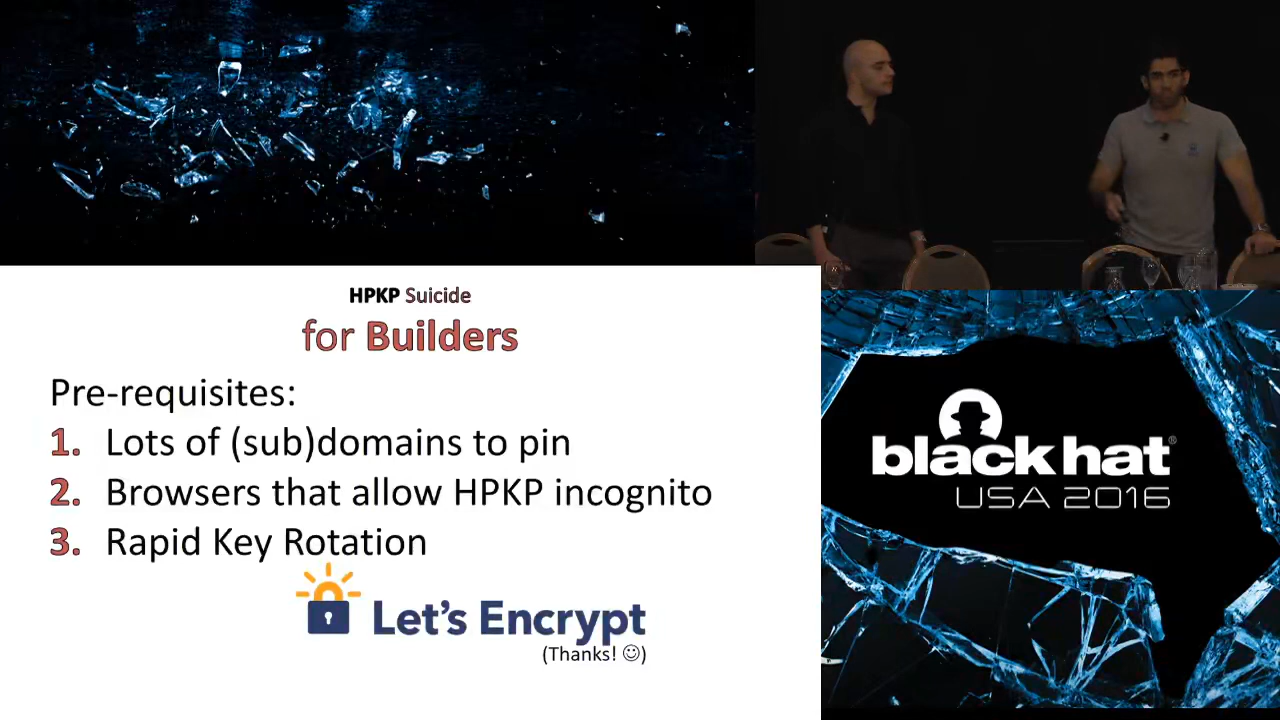 HPKP Suicide
for Builders
Pre-requisites:
1. Lots of (sub)domains to pin
2. Browsers that allow HPKP incognito
3. Rapid Key Rotation
Let's Encrypt
(Thanks! ☺)
black hat®
USA 2016